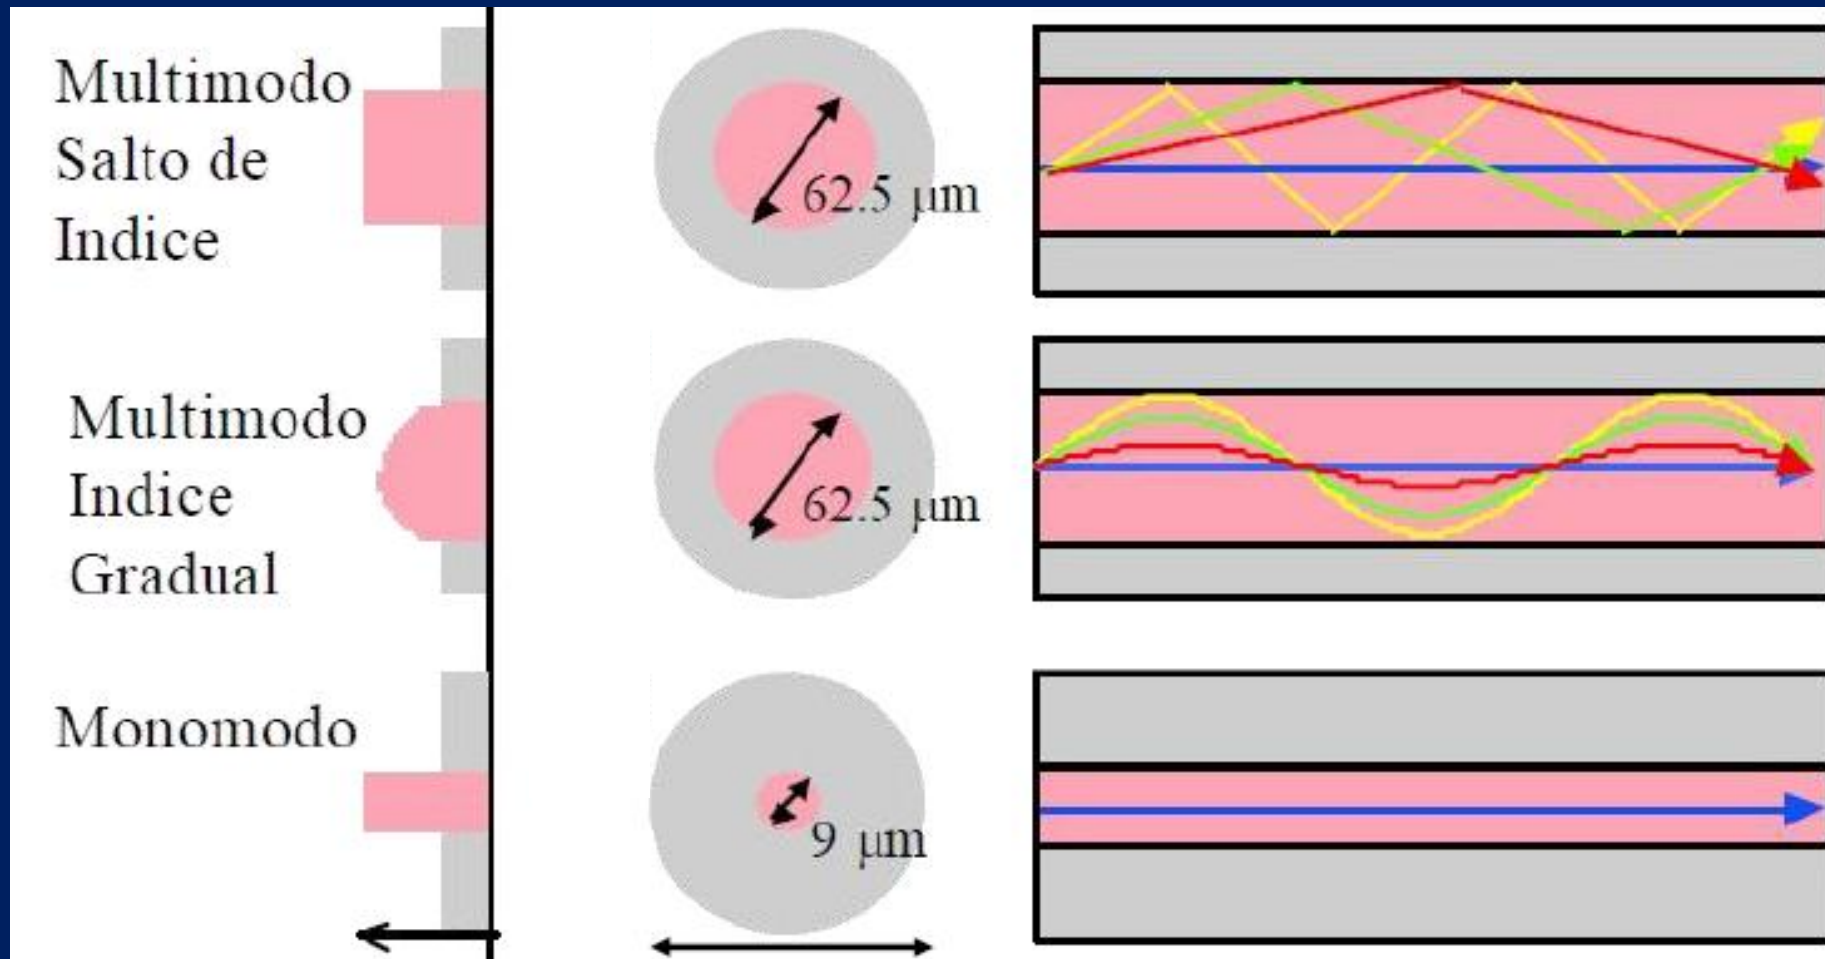 Multimodo
Salto de
Indice
62.5 μm
Multimodo
Indice
Gradual
62.5 μm
Monomodo
9 μm